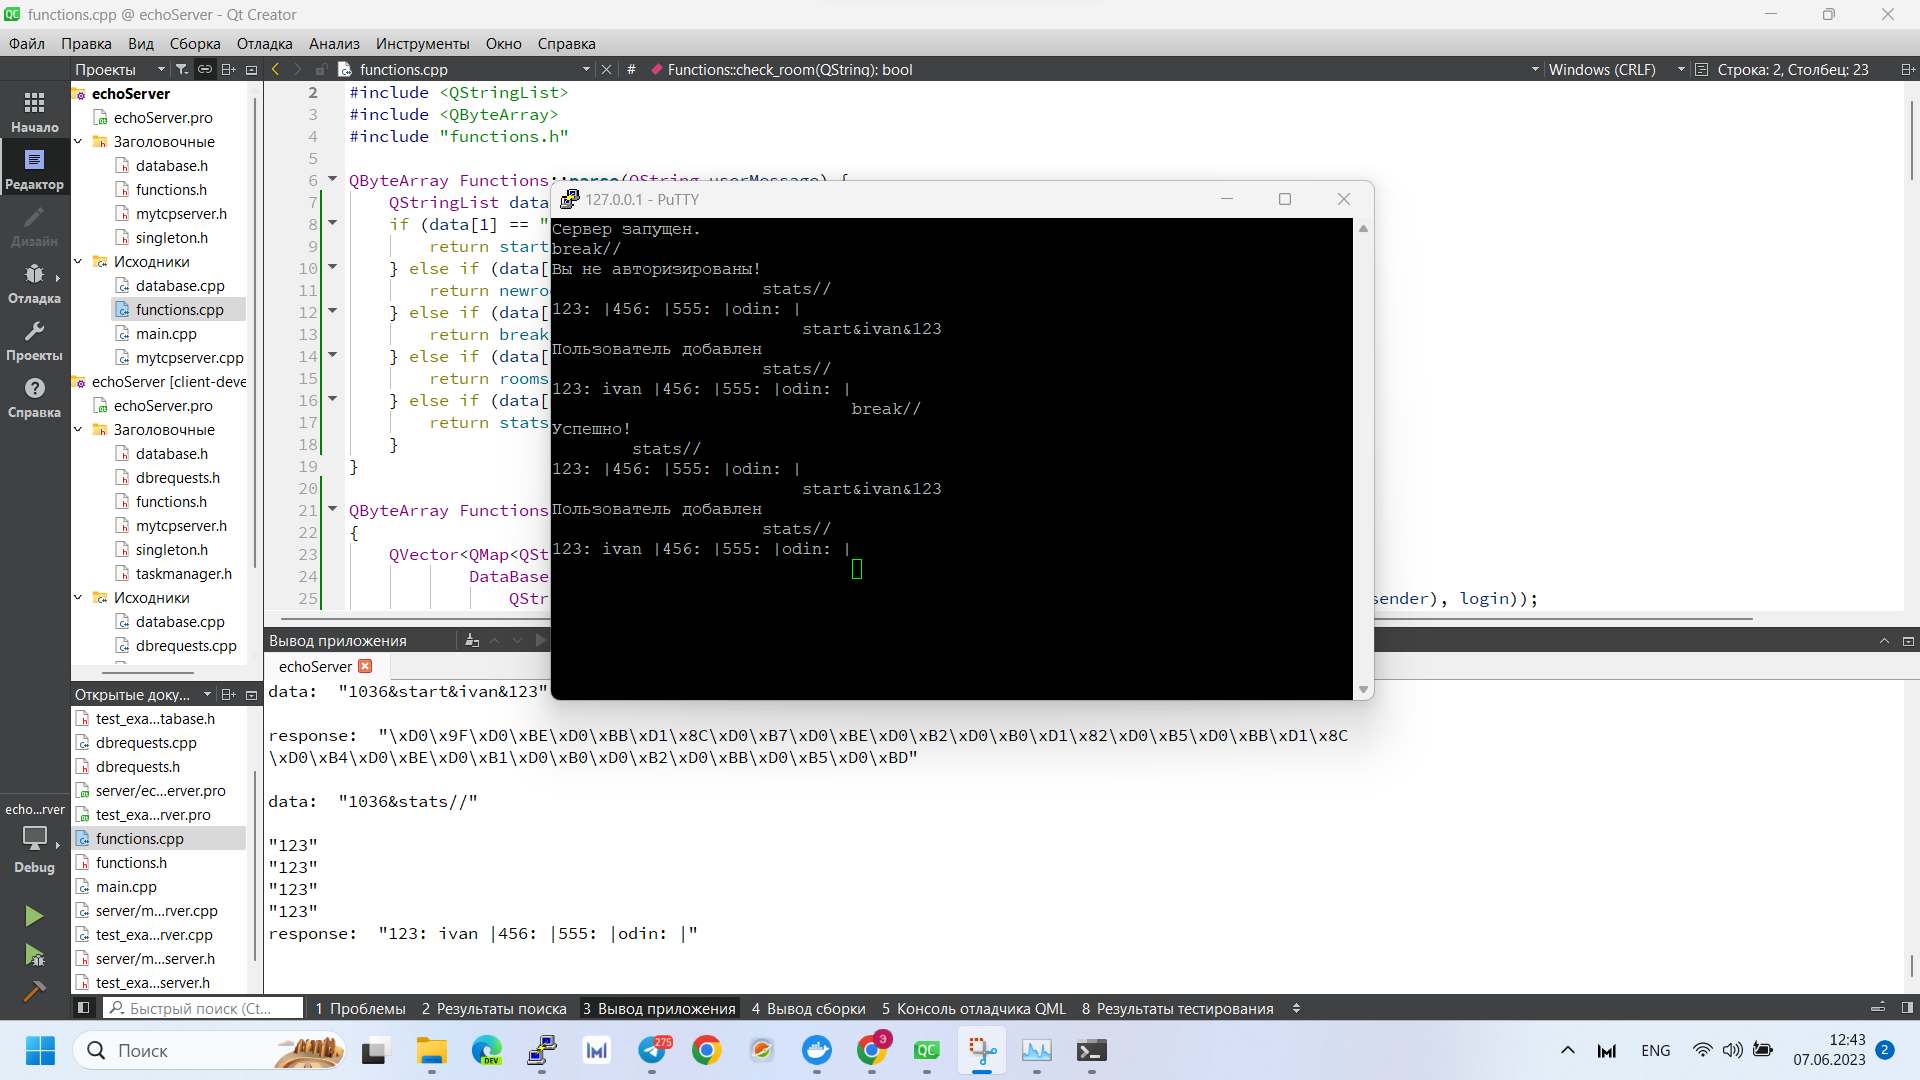 functions.cpp @ echoServer - Qt Creator
Файл Правка Вид Сборка Отладка Анализ Инструменты Окно Справка
Проекты
functions.cpp
# Functions::check_room(QString): bool
Windows (CRLF)
Строка: 2, Столбец: 23
Начало
Редактор
Дизайн
Отладка
Проекты
Справка
echo...rver
Debug
echoServer
echoServer.pro
Заголовочные
database.h
functions.h
mytcpserver.h
singleton.h
Исходники
database.cpp
functions.cpp
main.cpp
mytcpserver.cpp
echoServer [client-deve
echoServer.pro
Заголовочные
database.h
dbrequests.h
functions.h
mytcpserver.h
singleton.h
taskmanager.h
Исходники
database.cpp
dbrequests.cpp
Открытые доку...
test_exa...tabase.h
dbrequests.cpp
dbrequests.h
server/ec...erver.pro
test_exa...rver.pro
functions.cpp
functions.h
main.cpp
server/m...rver.cpp
test_exa...rver.cpp
server/m...server.h
test_exa...server.h
2 #include <QStringList>
3 #include <QByteArray>
4 #include "functions.h"
5
6 QByteArray Functions::parse(QString userMessage) {
7 QStringList data
8 if (data[1] == "
9 return start
10 } else if (data[
11 return newro
12 } else if (data[
13 return break
14 } else if (data[
15 return rooms
16 } else if (data[
17 return stats
18 }
19 }
20
21 QByteArray Functions
22 {
23 QVector<QMap<QSt
24 DataBase
25 QStr sender), login));
127.0.0.1 - PuTTY
Сервер запущен.
break//
Вы не авторизированы!
stats//
123: |456: |555: |odin: |
start&ivan&123
Пользователь добавлен
stats//
123: ivan |456: |555: |odin: |
break//
Успешно!
stats//
123: |456: |555: |odin: |
start&ivan&123
Пользователь добавлен
stats//
123: ivan |456: |555: |odin: |
Вывод приложения
echoServer
data: "1036&start&ivan&123"
response: "\xD0\x9F\xD0\xBE\xD0\xBB\xD1\x8C\xD0\xB7\xD0\xBE\xD0\xB2\xD0\xB0\xD1\x82\xD0\xB5\xD0\xBB\xD1\x8C
\xD0\xB4\xD0\xBE\xD0\xB1\xD0\xB0\xD0\xB2\xD0\xBB\xD0\xB5\xD0\xBD"
data: "1036&stats//"
"123"
"123"
"123"
"123"
response: "123: ivan |456: |555: |odin: |"
Быстрый поиск (Ct...
1 Проблемы 2 Результаты поиска 3 Вывод приложения 4 Вывод сборки 5 Консоль отладчика QML 8 Результаты тестирования
Поиск
DEV
275
3
QC
ENG
12:43
07.06.2023
2